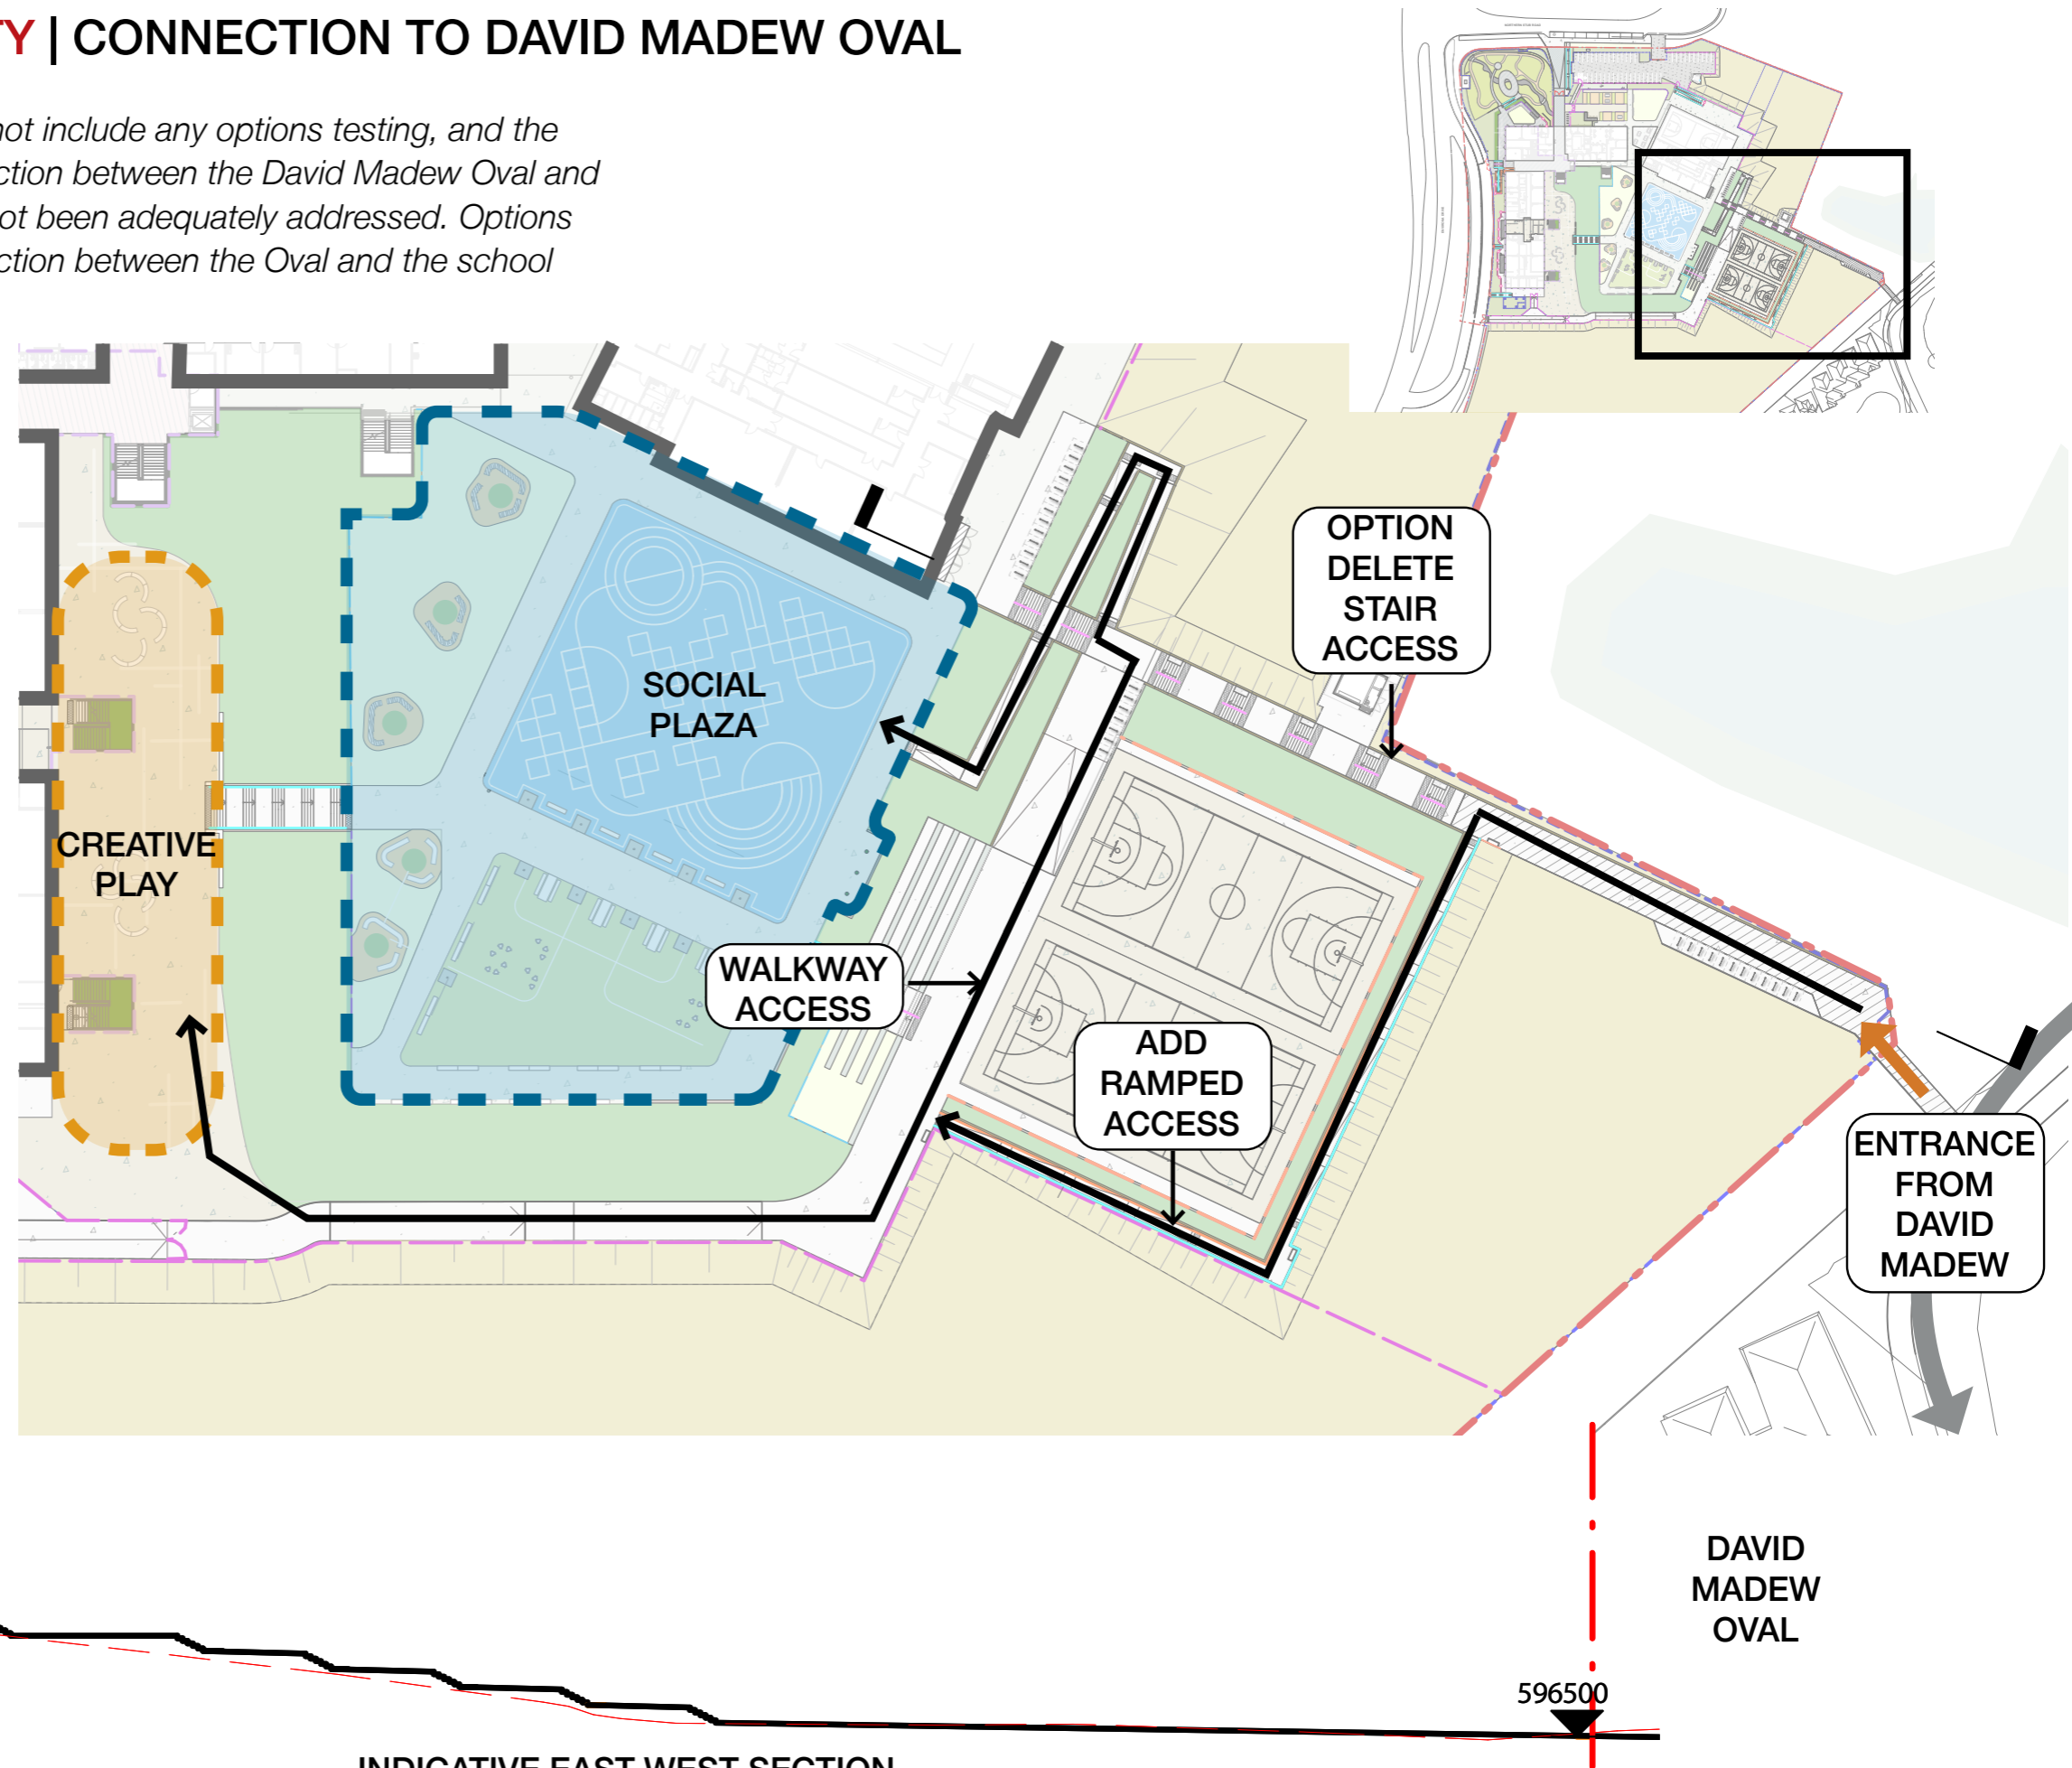 TY | CONNECTION TO DAVID MADEW OVAL
not include any options testing, and the
ction between the David Madew Oval and
ot been adequately addressed. Options
ction between the Oval and the school
OPTION
DELETE
STAIR
ACCESS
SOCIAL
PLAZA
CREATIVE
PLAY
WALKWAY
ACCESS
ADD
RAMPED
ACCESS
ENTRANCE
FROM
DAVID
MADEW
DAVID
MADEW
OVAL
596500
INDICATIVE EAST WEST SECTION